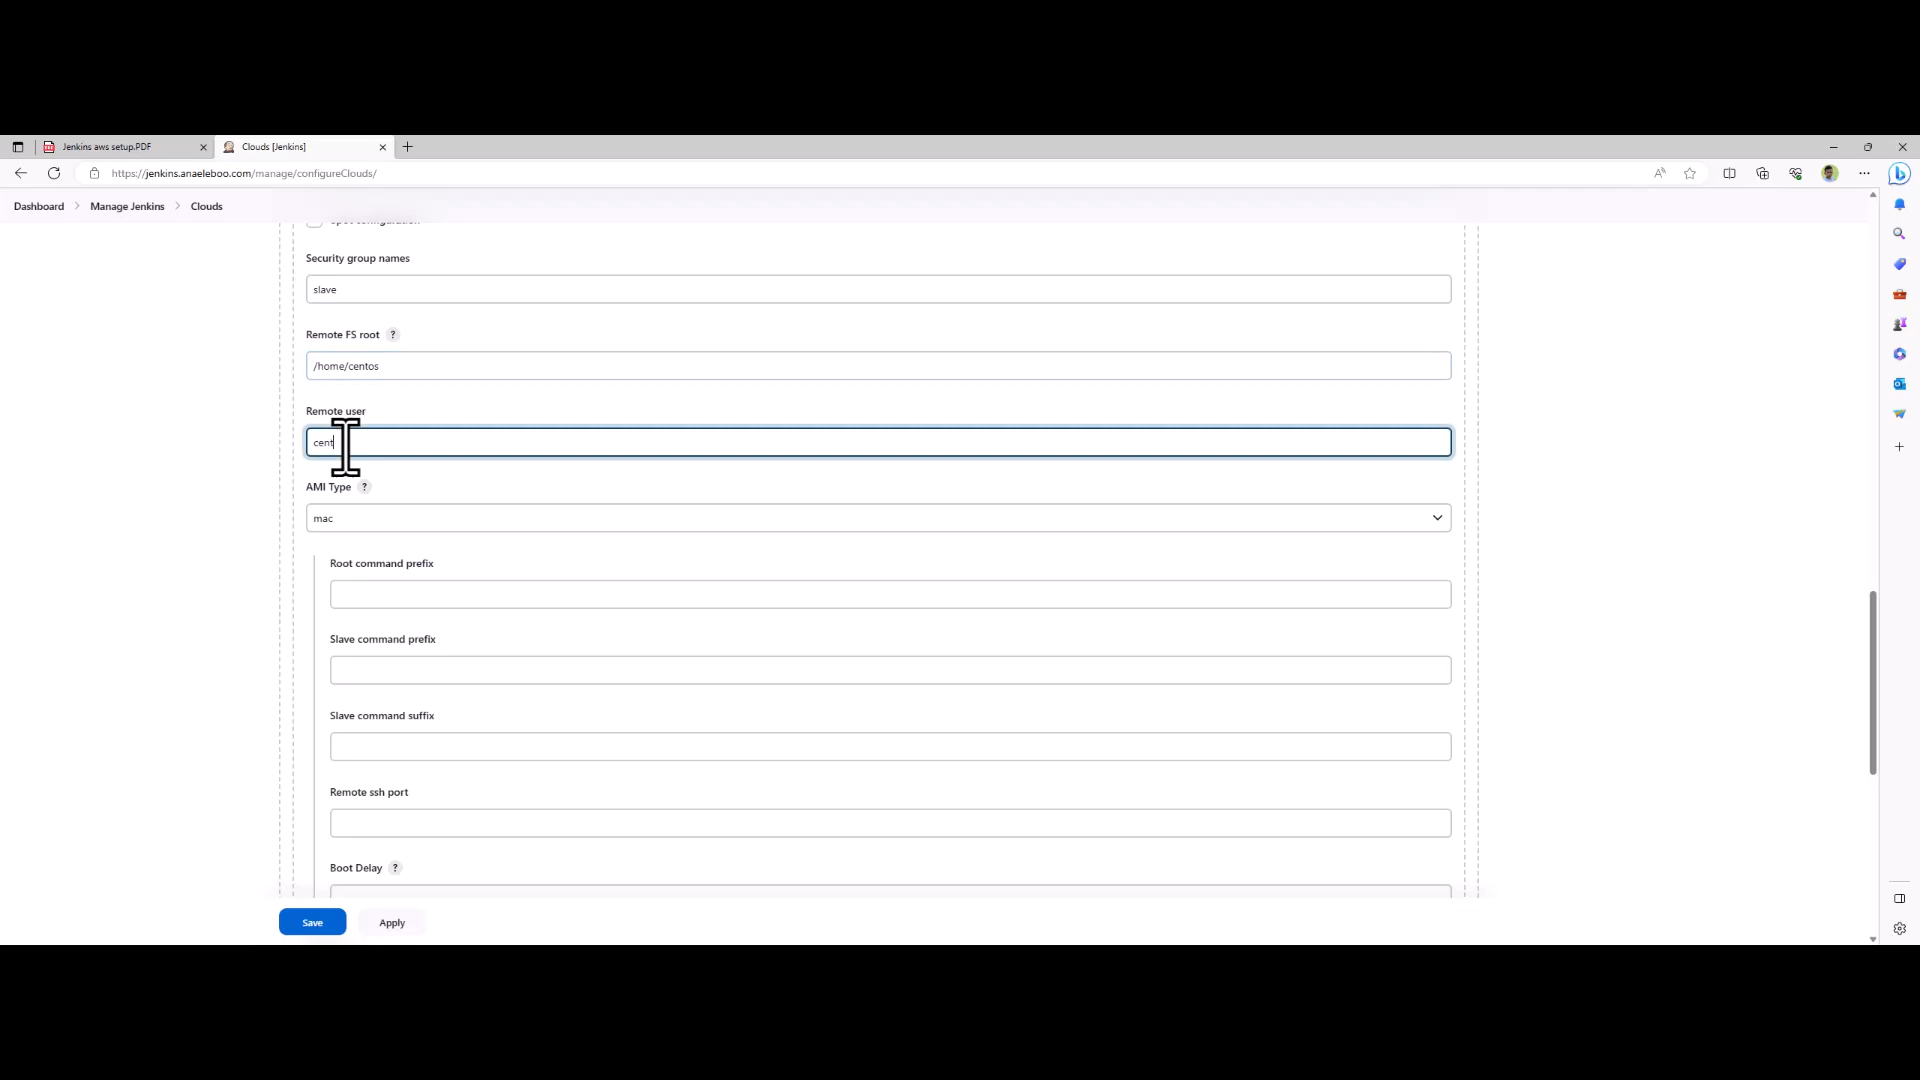 Jenkins aws setup.PDF
Clouds [Jenkins]
https://jenkins.anaeleboo.com/manage/configureClouds/
Dashboard > Manage Jenkins > Clouds
Security group names
slave
Remote FS root ?
/home/centos
Remote user
cent
AMI Type ?
mac
Root command prefix
Slave command prefix
Slave command suffix
Remote ssh port
Boot Delay ?
Save Apply